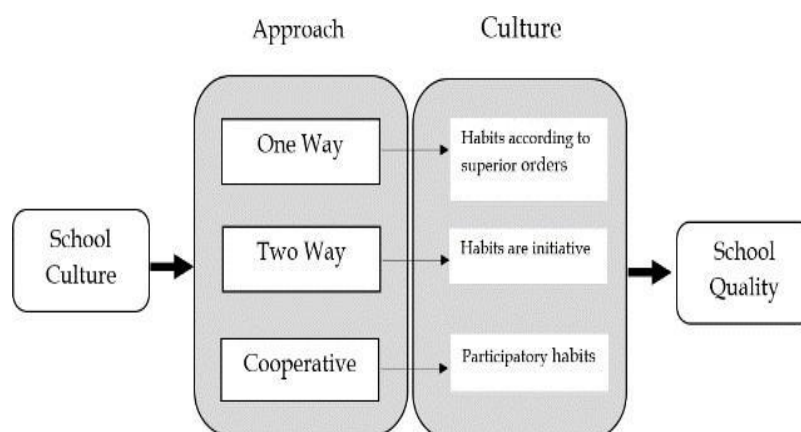 Approach
Culture
One Way
Habits according to
superior orders
School
Culture
Two Way
Habits are initiative
School
Quality
Cooperative
Participatory habits